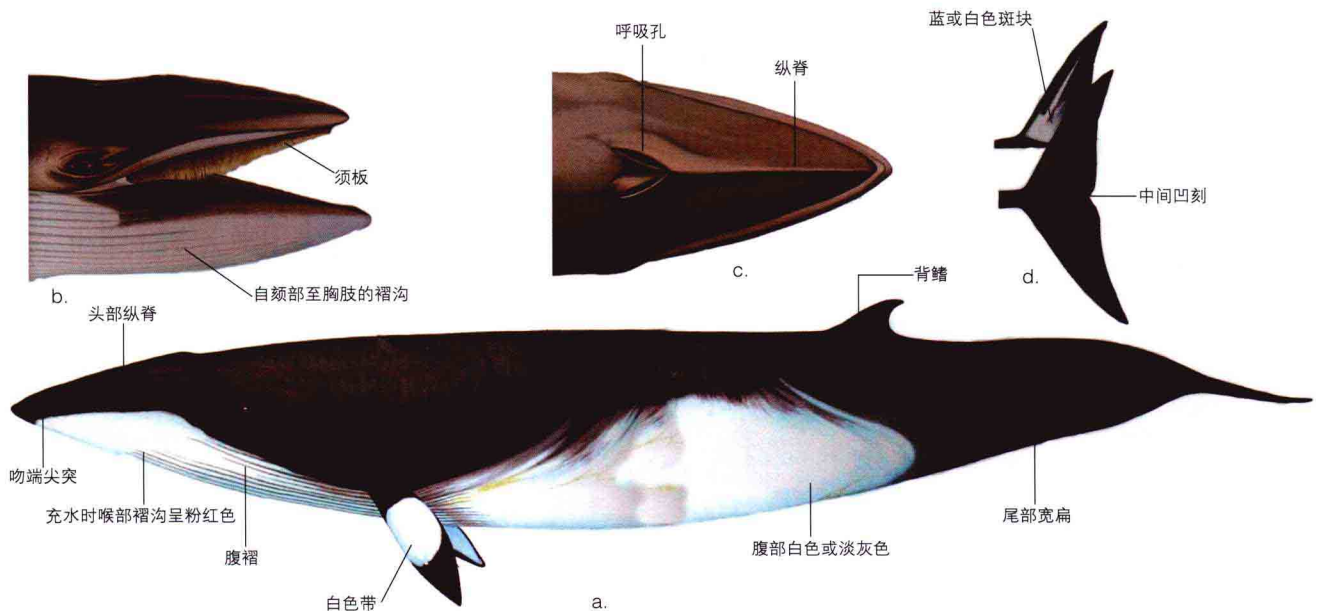 蓝或白色斑块
呼吸孔
纵脊
须板
中间凹刻
c.
d.
背鳍
b.
自颏部至胸肢的褶沟
头部纵脊
吻端尖突
充水时喉部褶沟呈粉红色
腹褶
腹部白色或淡灰色
尾部宽扁
白色带
a.